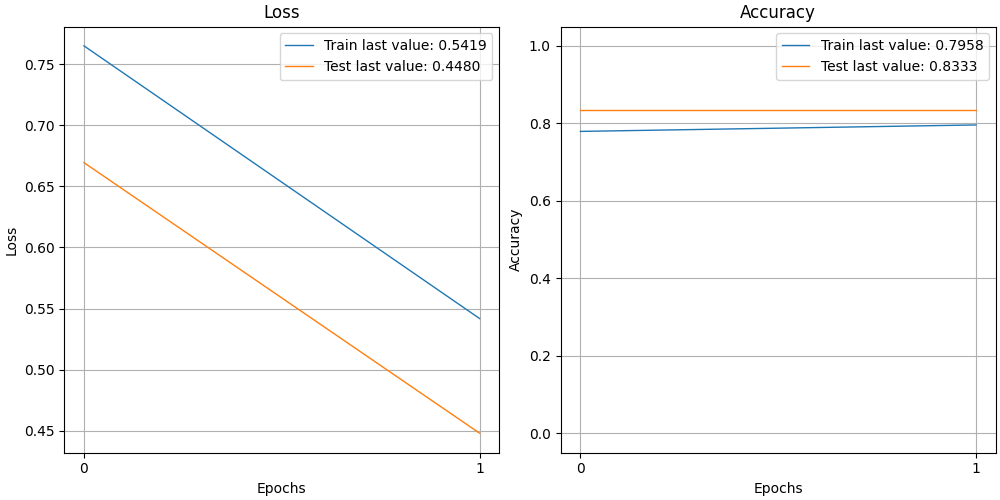 Loss
Train last value: 0.5419
Test last value: 0.4480
0.75
0.70
0.65
0.60
0.55
0.50
0.45
Loss
0
1
Epochs
Accuracy
Train last value: 0.7958
Test last value: 0.8333
1.0
0.8
0.6
0.4
0.2
0.0
Accuracy
0
1
Epochs